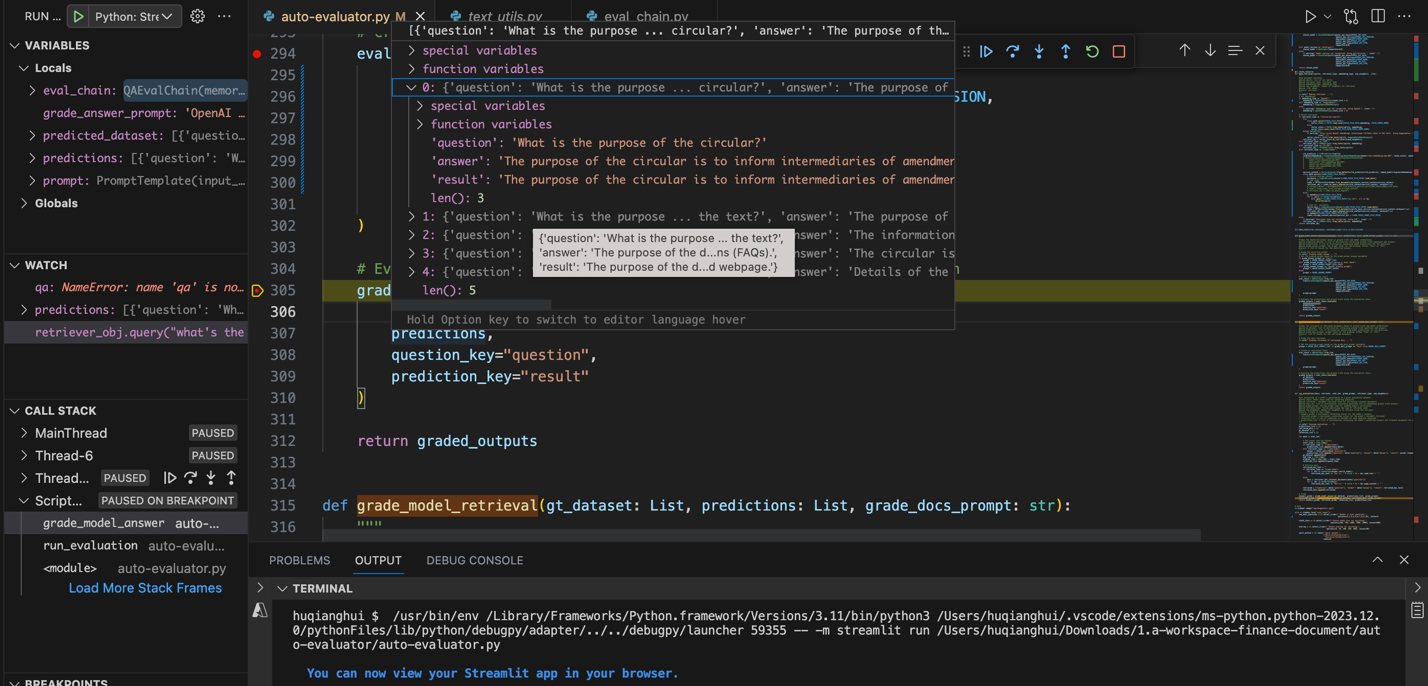 RUN ...
Python: Stre
auto-evaluator.py M
text_utils.py
eval_chain.py
VARIABLES
Locals
eval_chain: QAEvalChain(memor...
grade_answer_prompt: 'OpenAI ...
predicted_dataset: [{'questio...
predictions: [{'question': 'W...
prompt: PromptTemplate(input_...
Globals
WATCH
qa: NameError: name 'qa' is no...
predictions: [{'question': 'Wh...
retriever_obj.query("what's the
CALL STACK
MainThread PAUSED
Thread-6 PAUSED
Thread... PAUSED
Script... PAUSED ON BREAKPOINT
grade_model_answer auto-...
run_evaluation auto-evalu...
<module> auto-evaluator.py
Load More Stack Frames
BREAKPOINTS
293
294 eval
295
296 SION,
297
298
299
300
301
302 )
303
304 # Ev
305 grad
306
307 predictions,
308 question_key="question",
309 prediction_key="result"
310 )
311
312 return graded_outputs
313
314
315 def grade_model_retrieval(gt_dataset: List, predictions: List, grade_docs_prompt: str):
316 """
[{'question': 'What is the purpose ... circular?', 'answer': 'The purpose of th...
special variables
function variables
0: {'question': 'What is the purpose ... circular?', 'answer': 'The purpose of
special variables
function variables
'question': 'What is the purpose of the circular?'
'answer': 'The purpose of the circular is to inform intermediaries of amendmer
'result': 'The purpose of the circular is to inform intermediaries of amendmer
len(): 3
1: {'question': 'What is the purpose ... the text?', 'answer': 'The purpose of
2: {'question': answer': 'The information
3: {'question': answer': 'The circular is
4: {'question': answer': 'Details of the
len(): 5
{'question': 'What is the purpose ... the text?',
'answer': 'The purpose of the d...ns (FAQs).',
'result': 'The purpose of the d...d webpage.'}
Hold Option key to switch to editor language hover
PROBLEMS OUTPUT DEBUG CONSOLE
TERMINAL
huqianghui $ /usr/bin/env /Library/Frameworks/Python.framework/Versions/3.11/bin/python3 /Users/huqianghui/.vscode/extensions/ms-python.python-2023.12.
0/pythonFiles/lib/python/debugpy/adapter/../../debugpy/launcher 59355 -- -m streamlit run /Users/huqianghui/Downloads/1.a-workspace-finance-document/aut
o-evaluator/auto-evaluator.py
You can now view your Streamlit app in your browser.